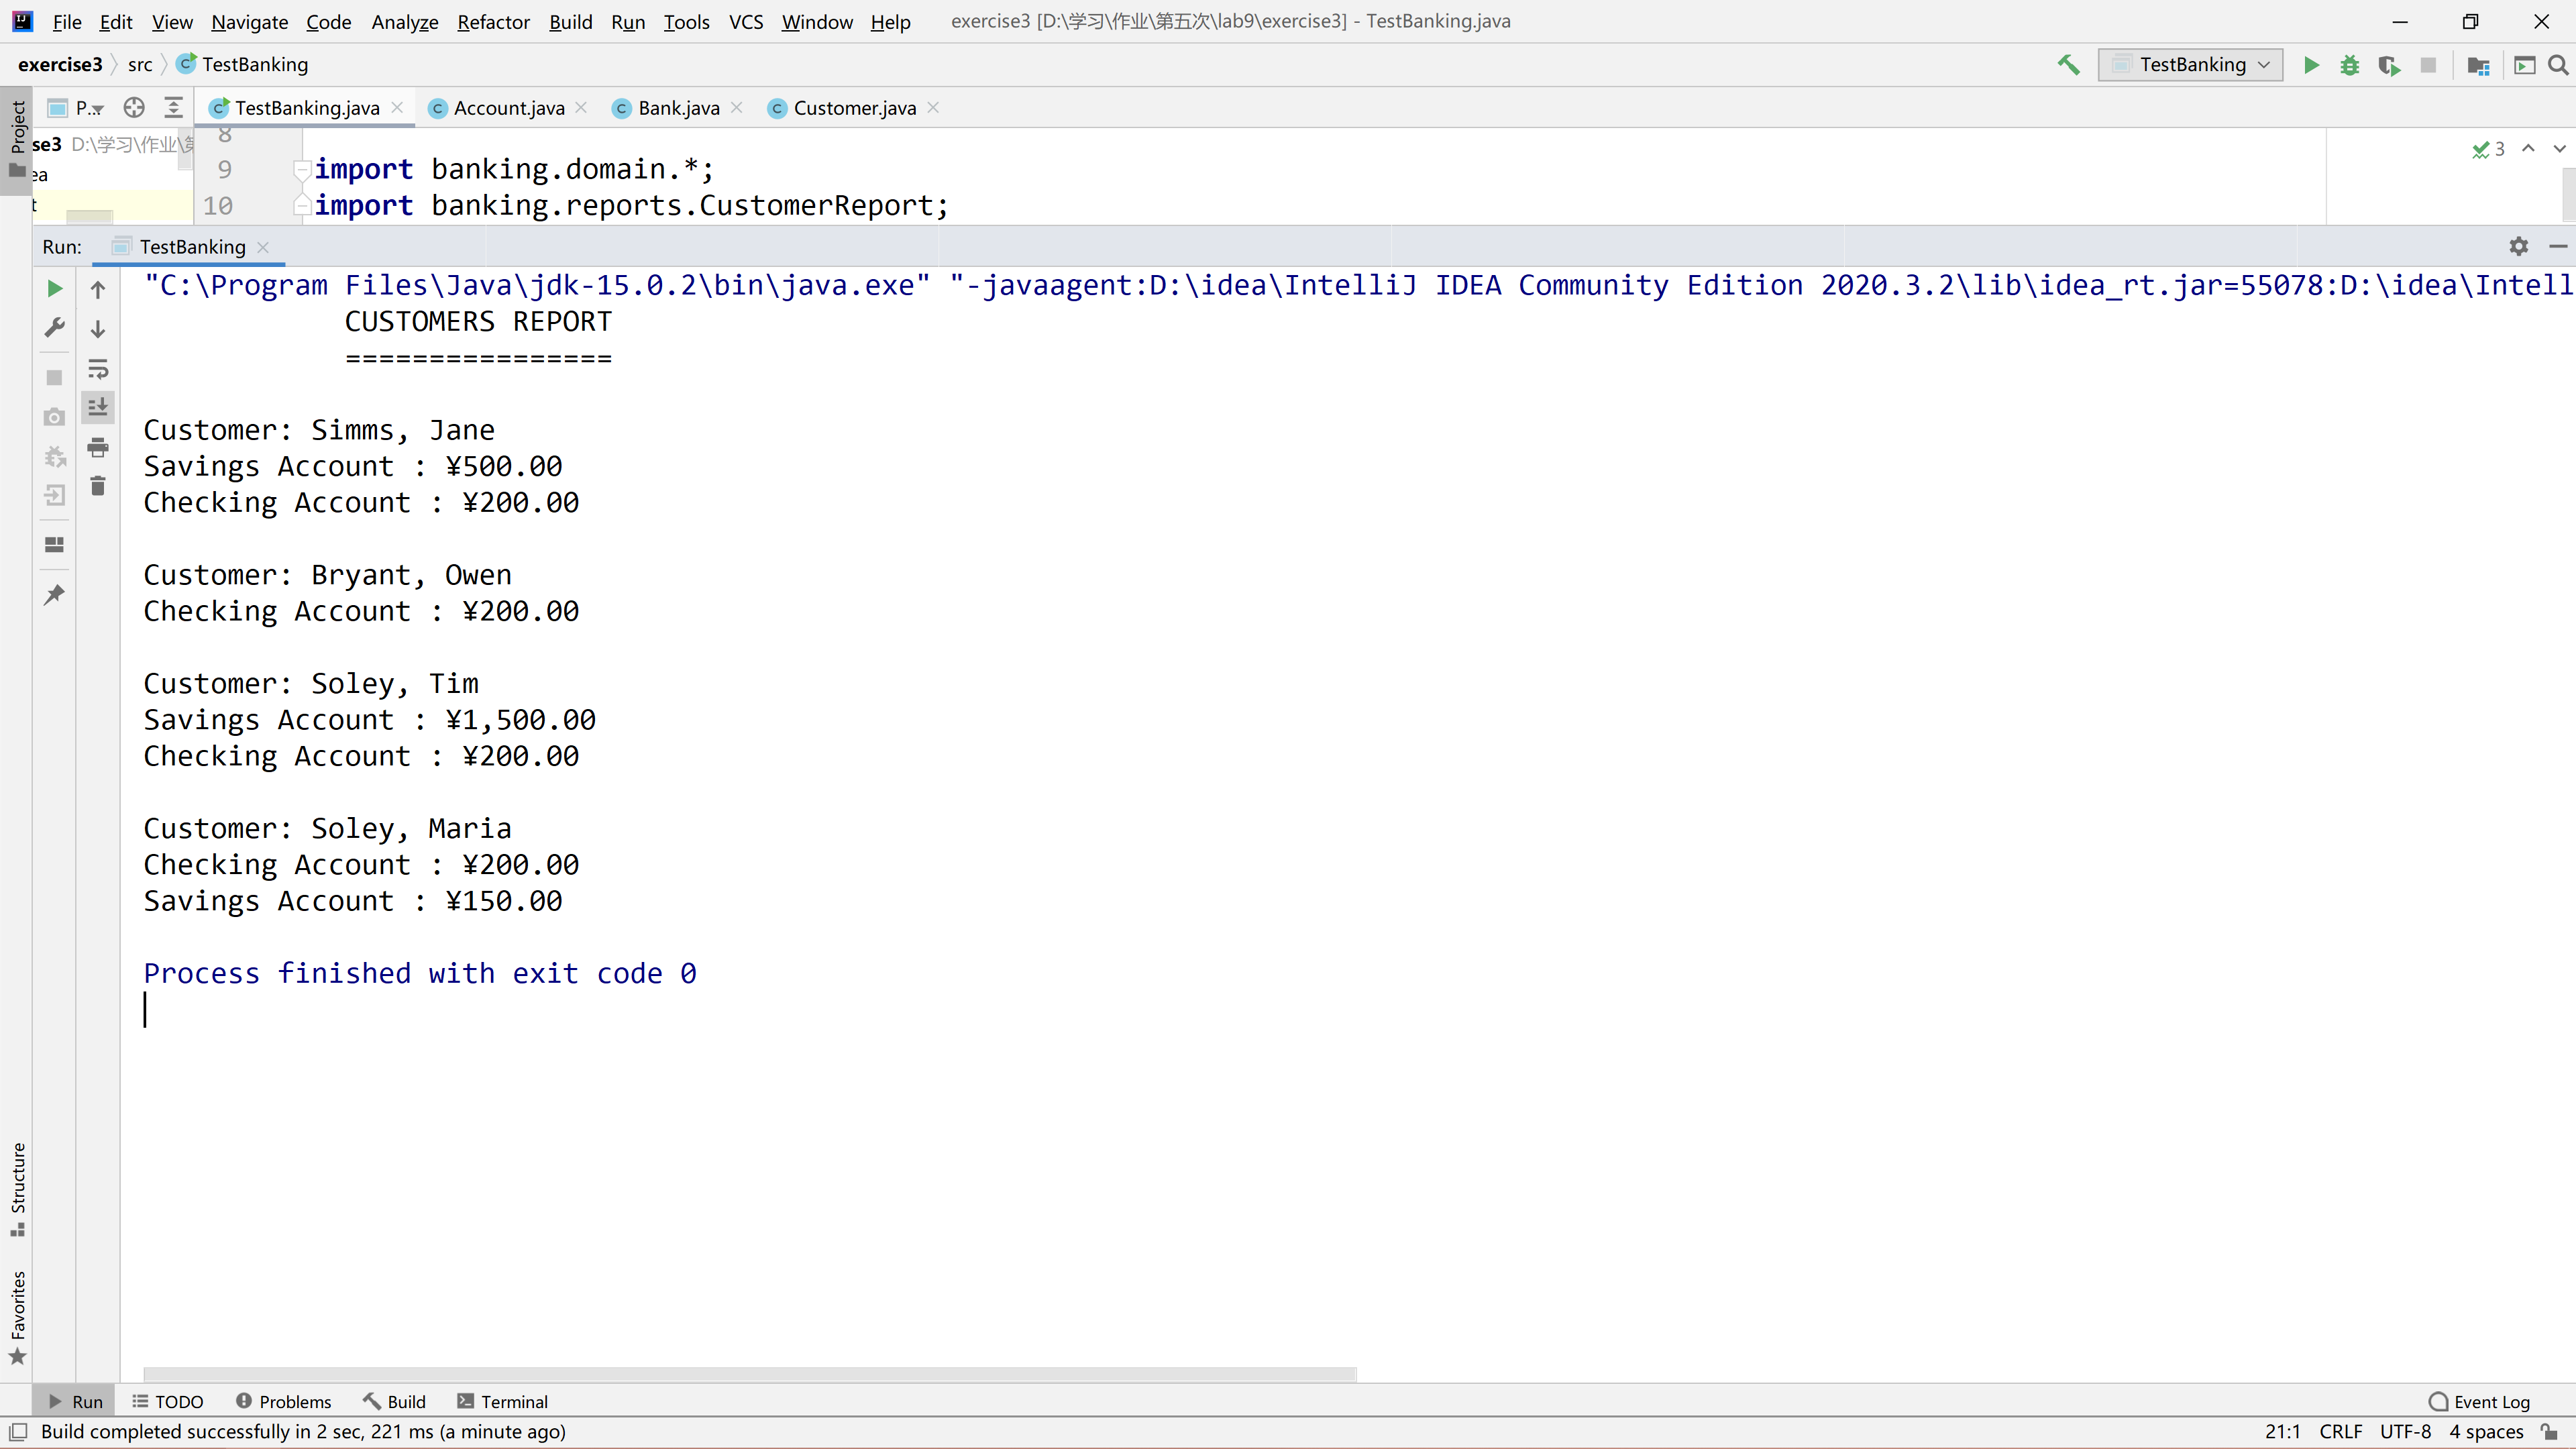 File Edit View Navigate Code Analyze Refactor Build Run Tools VCS Window Help exercise3 [D:\学习\作业\第五次\lab9\exercise3] - TestBanking.java
exercise3 src TestBanking TestBanking
P... TestBanking.java Account.java Bank.java Customer.java
Project
se3 D:\学习\作业\第
ea
t
8
9 import banking.domain.*;
10 import banking.reports.CustomerReport;
3
Run: TestBanking
"C:\Program Files\Java\jdk-15.0.2\bin\java.exe" "-javaagent:D:\idea\IntelliJ IDEA Community Edition 2020.3.2\lib\idea_rt.jar=55078:D:\idea\Intell
CUSTOMERS REPORT
================
Customer: Simms, Jane
Savings Account : ¥500.00
Checking Account : ¥200.00
Customer: Bryant, Owen
Checking Account : ¥200.00
Customer: Soley, Tim
Savings Account : ¥1,500.00
Checking Account : ¥200.00
Customer: Soley, Maria
Checking Account : ¥200.00
Savings Account : ¥150.00
Process finished with exit code 0
Structure
Favorites
Run TODO Problems Build Terminal Event Log
Build completed successfully in 2 sec, 221 ms (a minute ago) 21:1 CRLF UTF-8 4 spaces